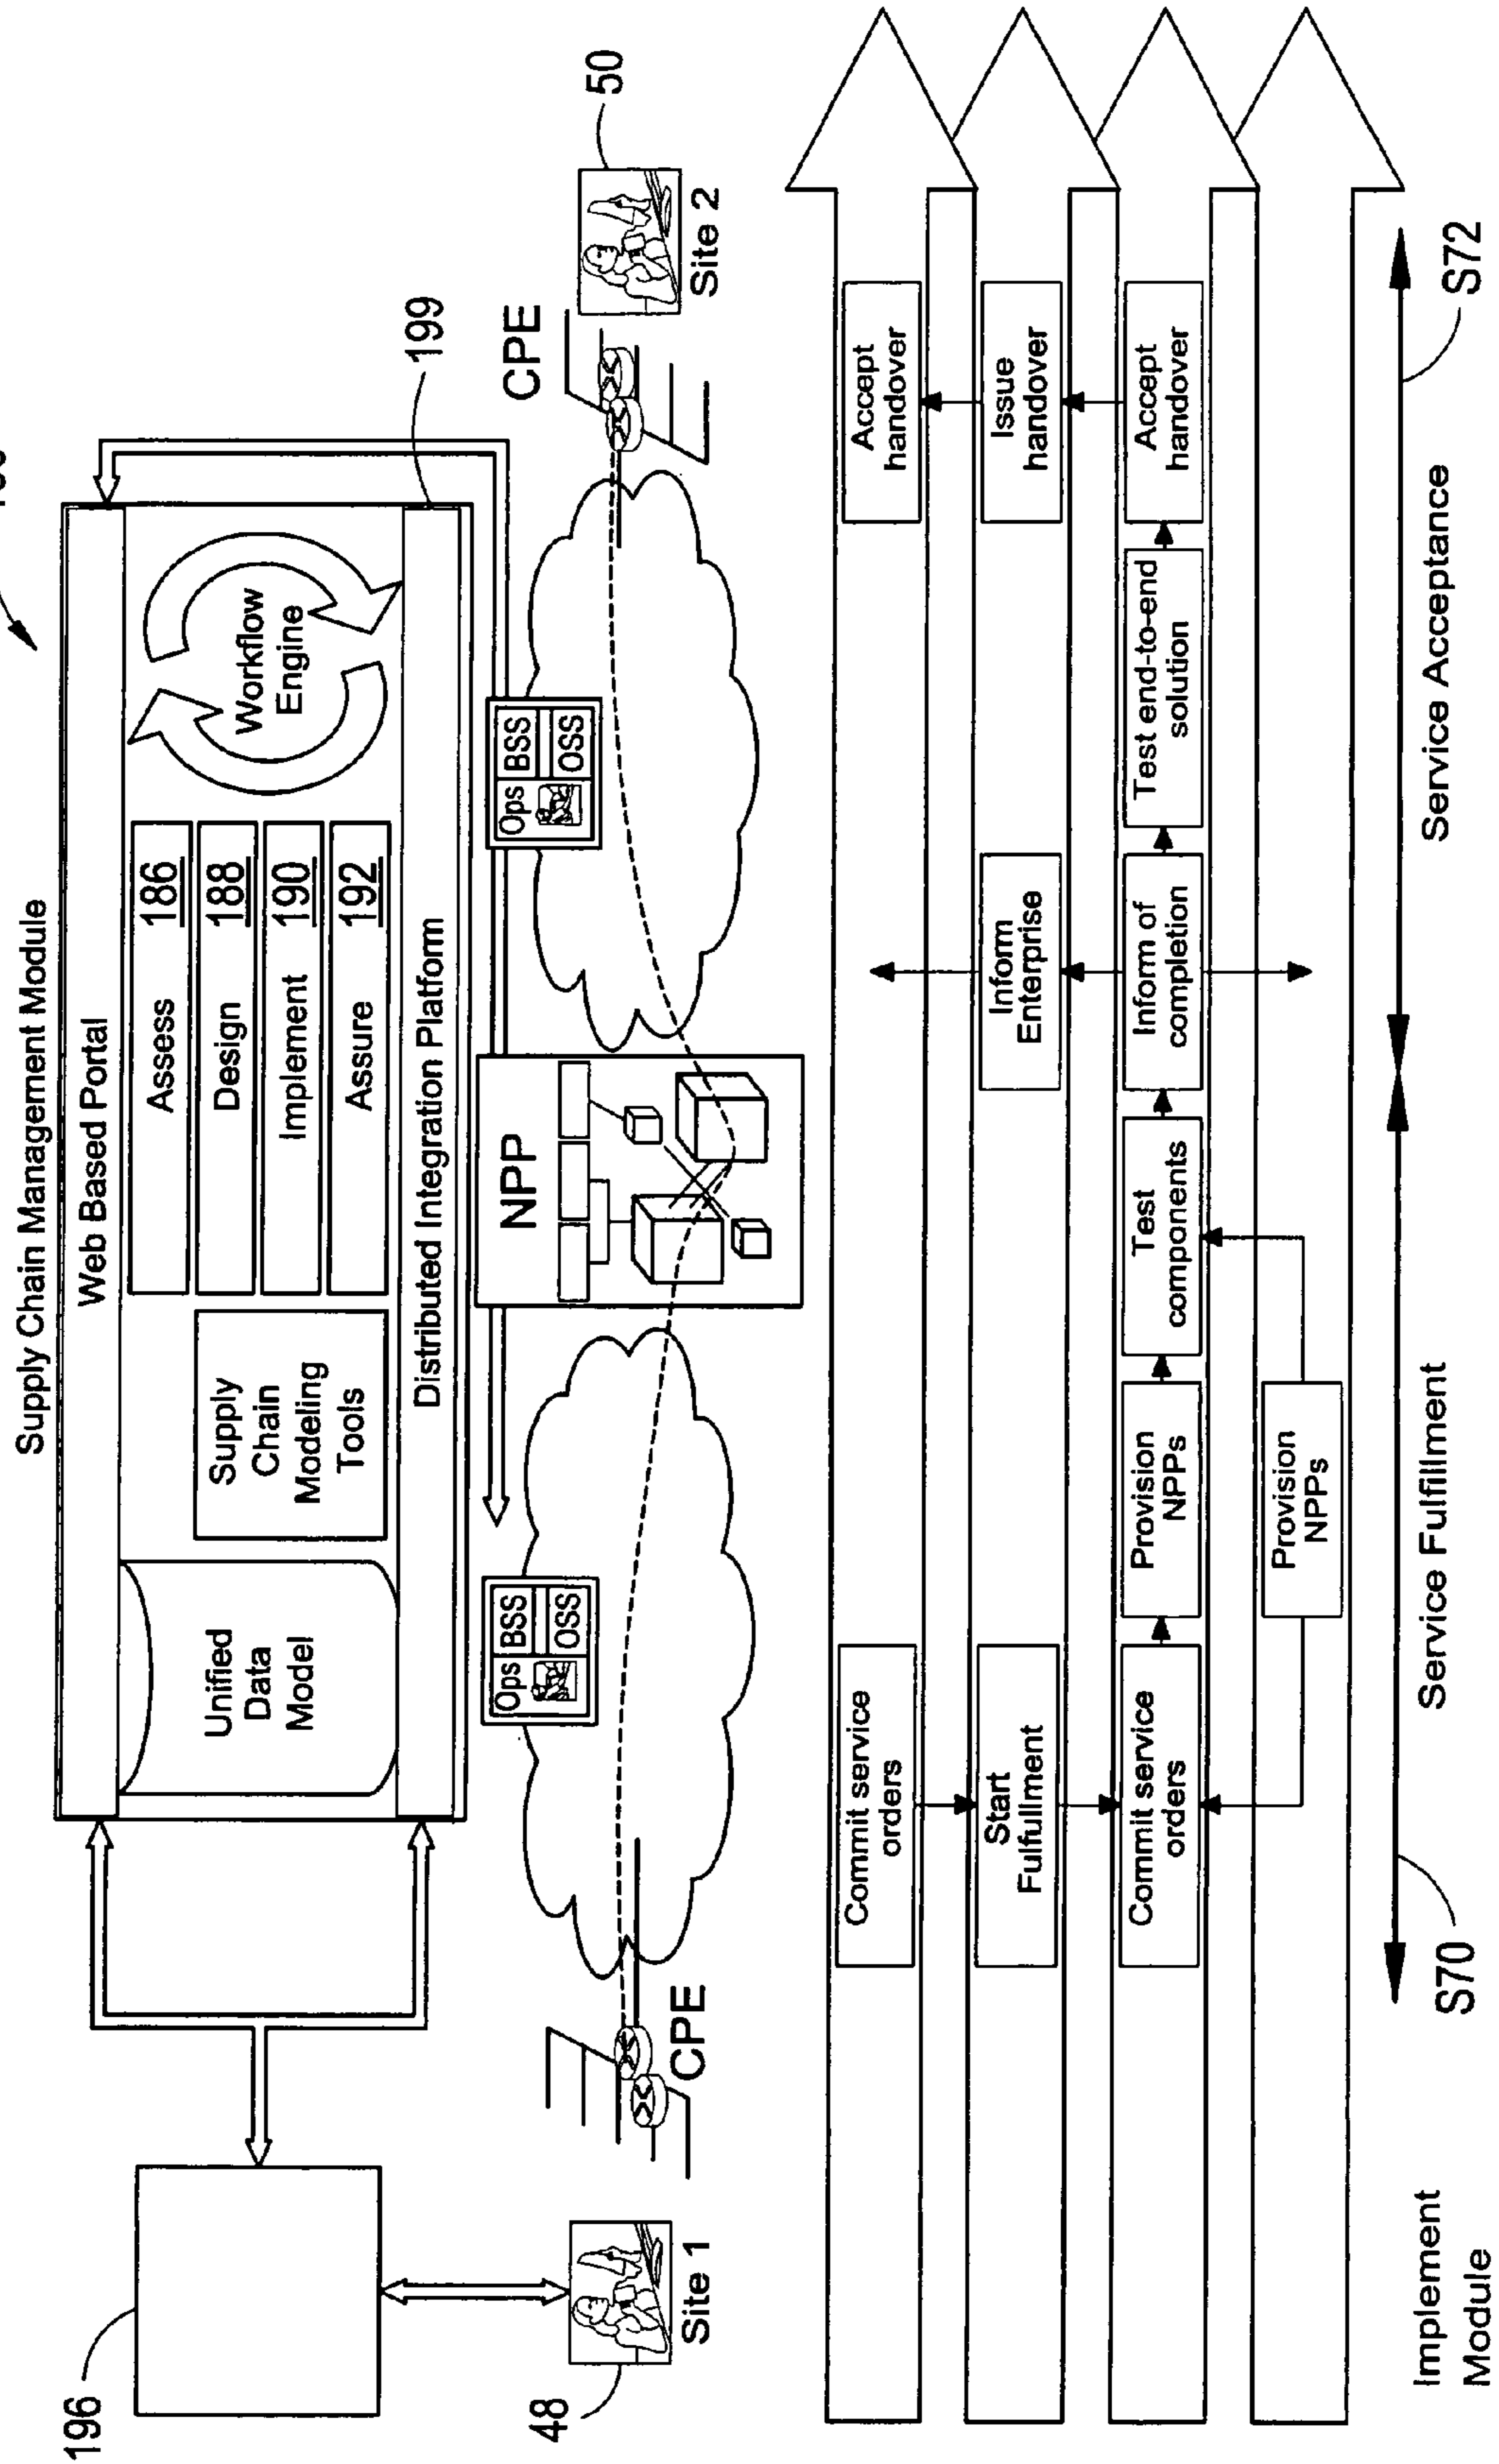 Supply Chain Management Module
Web Based Portal
Unified
Data
Model
Supply
Chain
Modeling
Tools
Assess 186
Design 188
Implement 190
Assure 192
Workflow
Engine
Distributed Integration Platform
199
196
48
Site 1
CPE
Ops
BSS
OSS
NPP
Ops
BSS
OSS
CPE
50
Site 2
Commit service
orders
Accept
handover
Start
Fulfullment
Inform
Enterprise
Issue
handover
Commit service
orders
Provision
NPPs
Test
components
Inform of
completion
Test end-to-end
solution
Accept
handover
Provision
NPPs
Implement
Module
S70
Service Fulfillment
Service Acceptance
S72